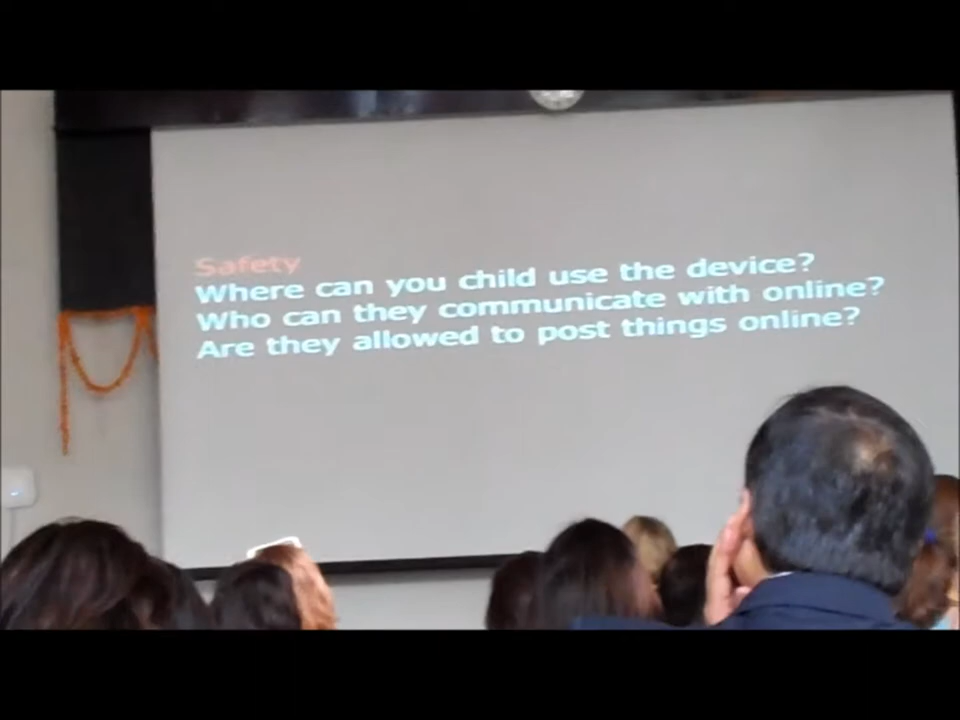 Safety
Where can you child use the device?
Who can they communicate with online?
Are they allowed to post things online?